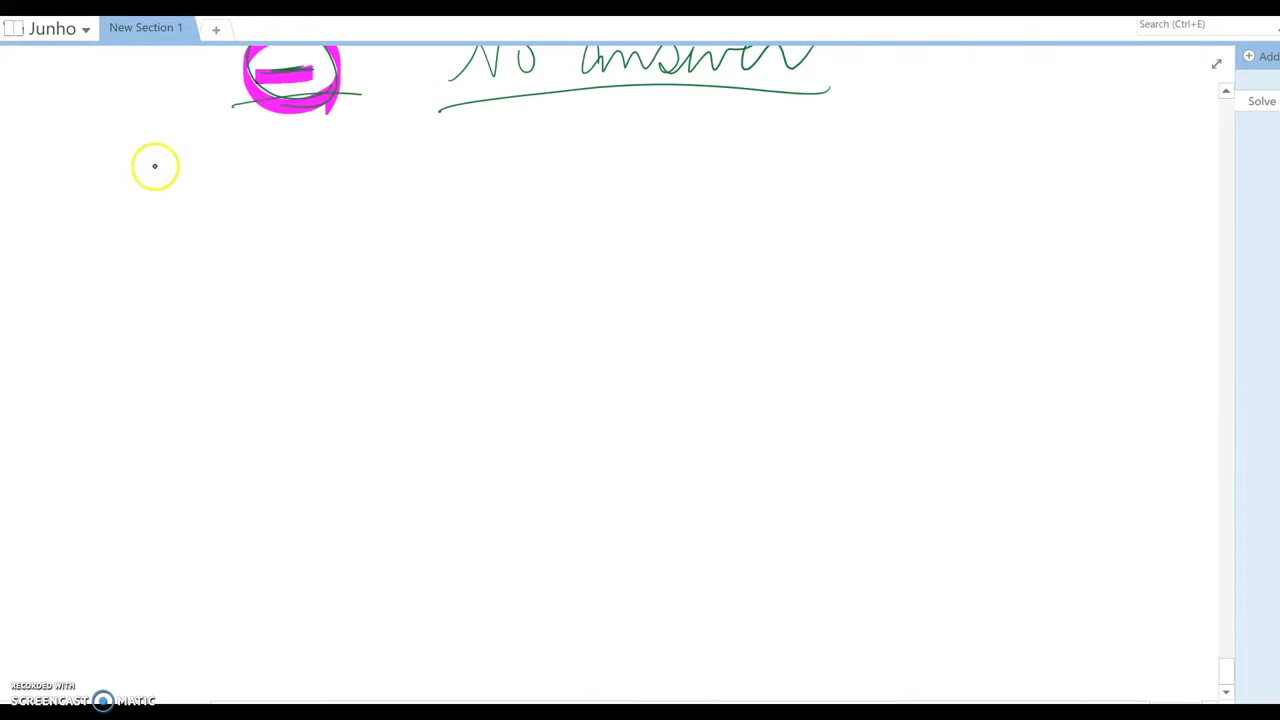 Junho
New Section 1
Search (Ctrl+E)
No answer
Add
Solve
RECORDED WITH
SCREENCAST MATIC